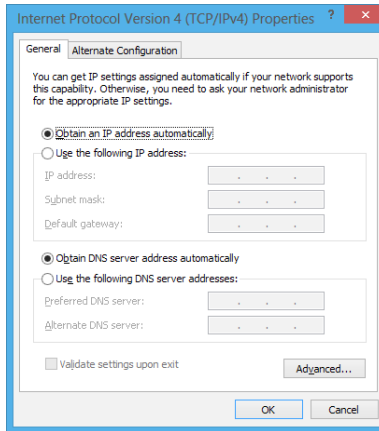 Internet Protocol Version 4 (TCP/IPv4) Properties ? ×
General Alternate Configuration
You can get IP settings assigned automatically if your network supports
this capability. Otherwise, you need to ask your network administrator
for the appropriate IP settings.
Obtain an IP address automatically
Use the following IP address:
IP address: . . .
Subnet mask: . . .
Default gateway: . . .
Obtain DNS server address automatically
Use the following DNS server addresses:
Preferred DNS server: . . .
Alternate DNS server: . . .
Validate settings upon exit
Advanced...
OK Cancel